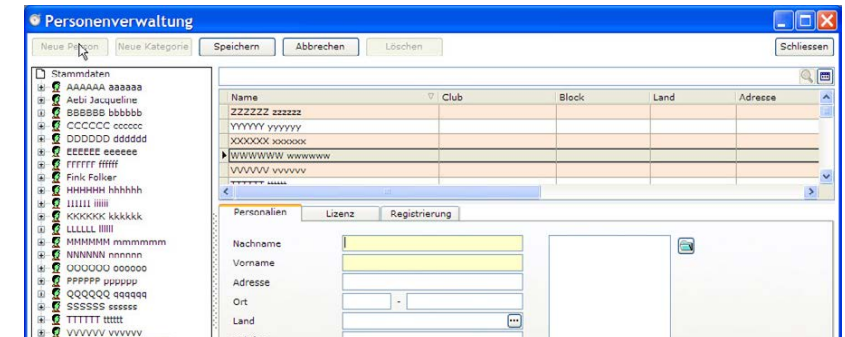 Personenverwaltung
Neue Person Neue Kategorie Speichern Abbrechen Löschen Schliessen
Stammdaten
AAAAAA aaaaaa
Aebi Jacqueline
BBBBBB bbbbbb
CCCCCC cccccc
DDDDDD dddddd
EEEEEE eeeeee
FFFFFF ffffff
Fink Folker
HHHHHH hhhhhh
IIIIII iiiiii
KKKKKK kkkkkk
LLLLLL llllll
MMMMMM mmmmmm
NNNNNN nnnnnn
OOOOOO oooooo
PPPPPP pppppp
QQQQQQ qqqqqq
SSSSSS ssssss
TTTTTT tttttt
VVVVVV vvvvvv
Name Club Block Land Adresse
ZZZZZZ zzzzzz
YYYYYY yyyyyy
XXXXXX xxxxxx
WWWWWW wwwwww
VVVVVV vvvvvv
TTTTTT tttttt
Personalien Lizenz Registrierung
Nachname
Vorname
Adresse
Ort -
Land ...